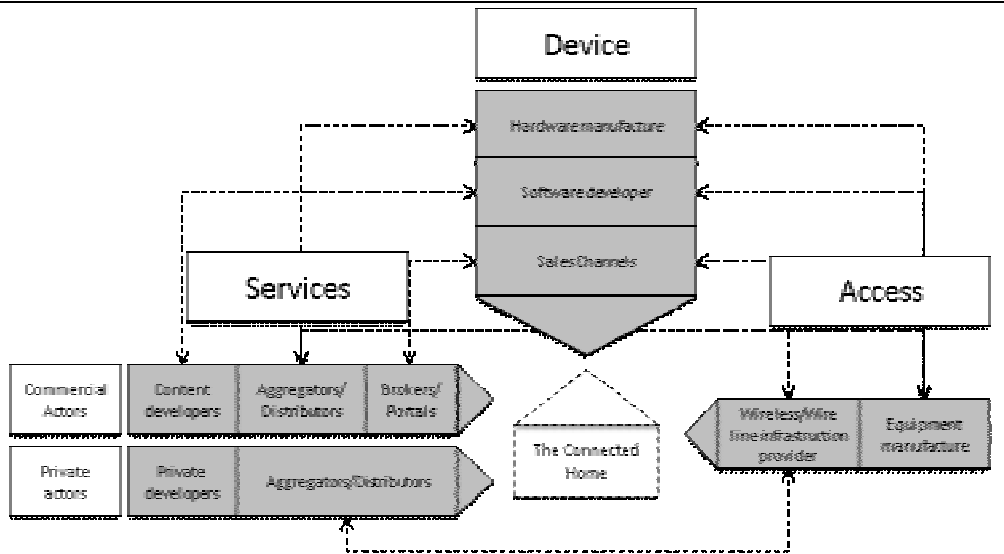 Device
Hardware manufacture
Software developer
Sales Channels
Services
Access
Commercial
Actors
Content
developers
Aggregators/
Distributors
Brokers/
Portals
Wireless/Wire
line infrastruction
provider
Equipment
manufacture
The Connected
Home
Private
actors
Private
developers
Aggregators/Distributors